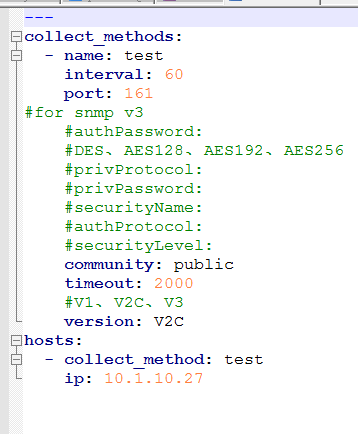 ---
collect_methods:
  - name: test
    interval: 60
    port: 161
#for snmp v3
    #authPassword:
    #DES、AES128、AES192、AES256
    #privProtocol:
    #privPassword:
    #securityName:
    #authProtocol:
    #securityLevel:
    community: public
    timeout: 2000
    #V1、V2C、V3
    version: V2C
hosts:
  - collect_method: test
    ip: 10.1.10.27